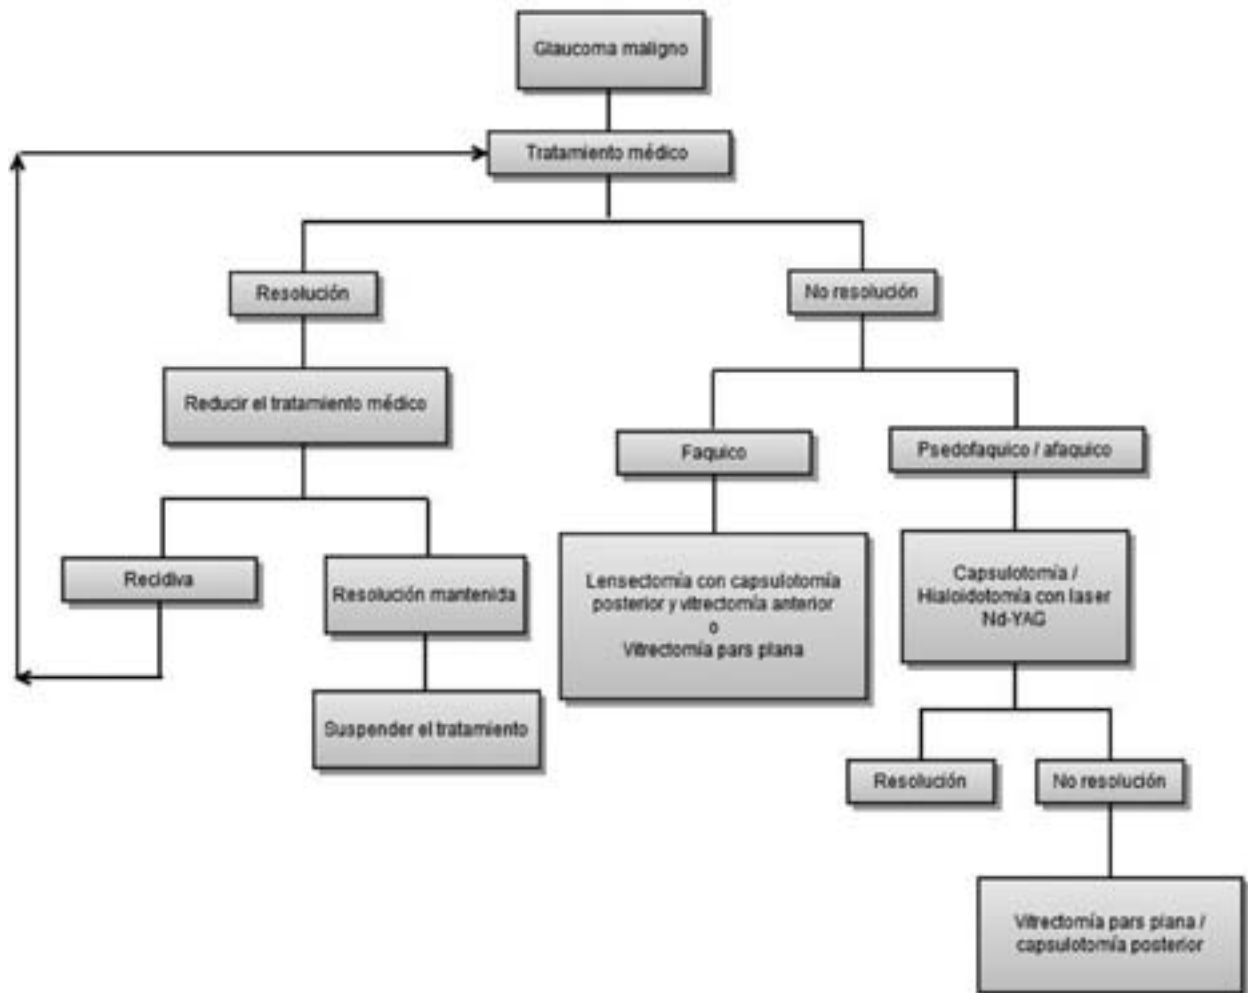 Glaucoma maligno
Tratamiento médico
Resolución
No resolución
Reducir el tratamiento médico
Faquico
Psedofaquico / afaquico
Recidiva
Resolución mantenida
Lensectomía con capsulotomía
posterior y vitrectomía anterior
o
Vitrectomía pars plana
Capsulotomía /
Hialoidotomía con laser
Nd-YAG
Suspender el tratamiento
Resolución
No resolución
Vitrectomía pars plana /
capsulotomía posterior